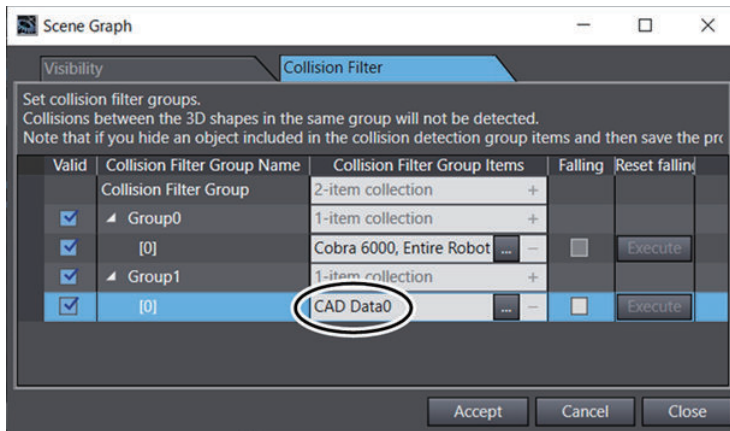 Scene Graph
Visibility Collision Filter
Set collision filter groups.
Collisions between the 3D shapes in the same group will not be detected.
Note that if you hide an object included in the collision detection group items and then save the pro
Valid Collision Filter Group Name Collision Filter Group Items Falling Reset falling
Collision Filter Group 2-item collection +
Group0 1-item collection +
[0] Cobra 6000, Entire Robot ... − Execute
Group1 1-item collection +
[0] CAD Data0 ... − Execute
Accept Cancel Close